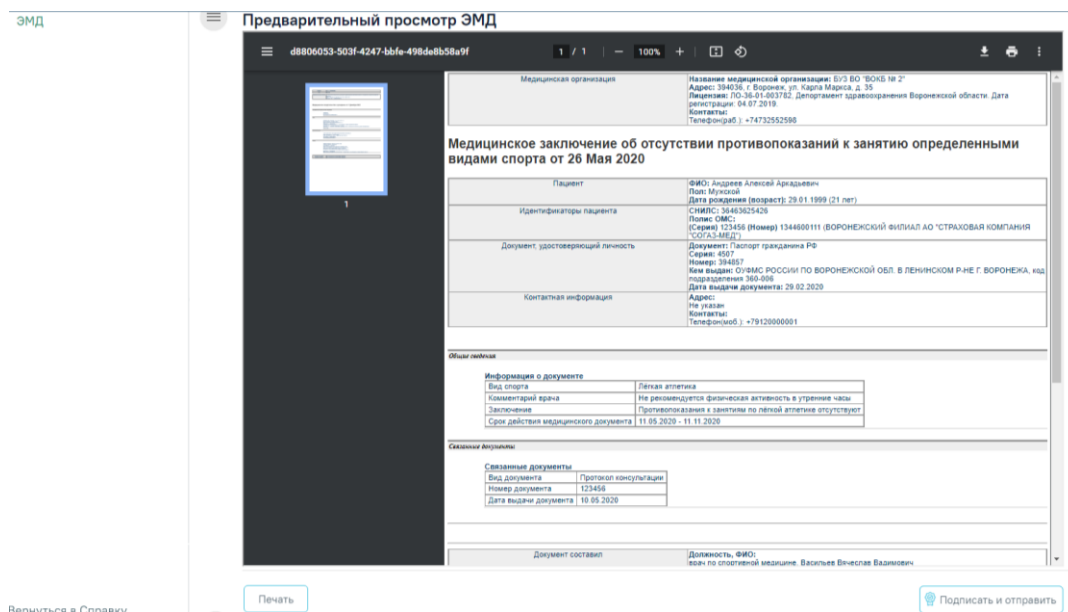 ЭМД
Предварительный просмотр ЭМД
d8806053-503f-4247-bbfe-498de8b58a9f
1 / 1
100%
1
Медицинская организация
Название медицинской организации: БУЗ ВО "ВОКБ № 2"
Адрес: 394036, г. Воронеж, ул. Карла Маркса, д. 35
Лицензия: ЛО-36-01-003782, Департамент здравоохранения Воронежской области. Дата
регистрации: 04.07.2019.
Контакты:
Телефон(раб.): +74732552596
Медицинское заключение об отсутствии противопоказаний к занятию определенными
видами спорта от 26 Мая 2020
Пациент
ФИО: Андреев Алексей Аркадьевич
Пол: Мужской
Дата рождения (возраст): 29.01.1999 (21 лет)
Идентификаторы пациента
СНИЛС: 36463625426
Полис ОМС:
(Серия) 123456 (Номер) 1344600111 (ВОРОНЕЖСКИЙ ФИЛИАЛ АО "СТРАХОВАЯ КОМПАНИЯ
"СОГАЗ-МЕД")
Документ, удостоверяющий личность
Документ: Паспорт гражданина РФ
Серия: 4507
Номер: 394857
Кем выдан: ОУФМС РОССИИ ПО ВОРОНЕЖСКОЙ ОБЛ. В ЛЕНИНСКОМ Р-НЕ Г. ВОРОНЕЖА, код
подразделения 360-006
Дата выдачи документа: 29.02.2020
Контактная информация
Адрес:
Не указан
Контакты:
Телефон(моб.): +79120000001
Общие сведения
Информация о документе
Вид спорта
Лёгкая атлетика
Комментарий врача
Не рекомендуется физическая активность в утренние часы
Заключение
Противопоказания к занятиям по лёгкой атлетике отсутствуют
Срок действия медицинского документа
11.05.2020 - 11.11.2020
Связанные документы
Связанные документы
Вид документа
Протокол консультации
Номер документа
123456
Дата выдачи документа
10.05.2020
Документ составил
Должность, ФИО:
врач по спортивной медицине, Васильев Вячеслав Вадимович
Печать
Подписать и отправить
Вернуться в Справку